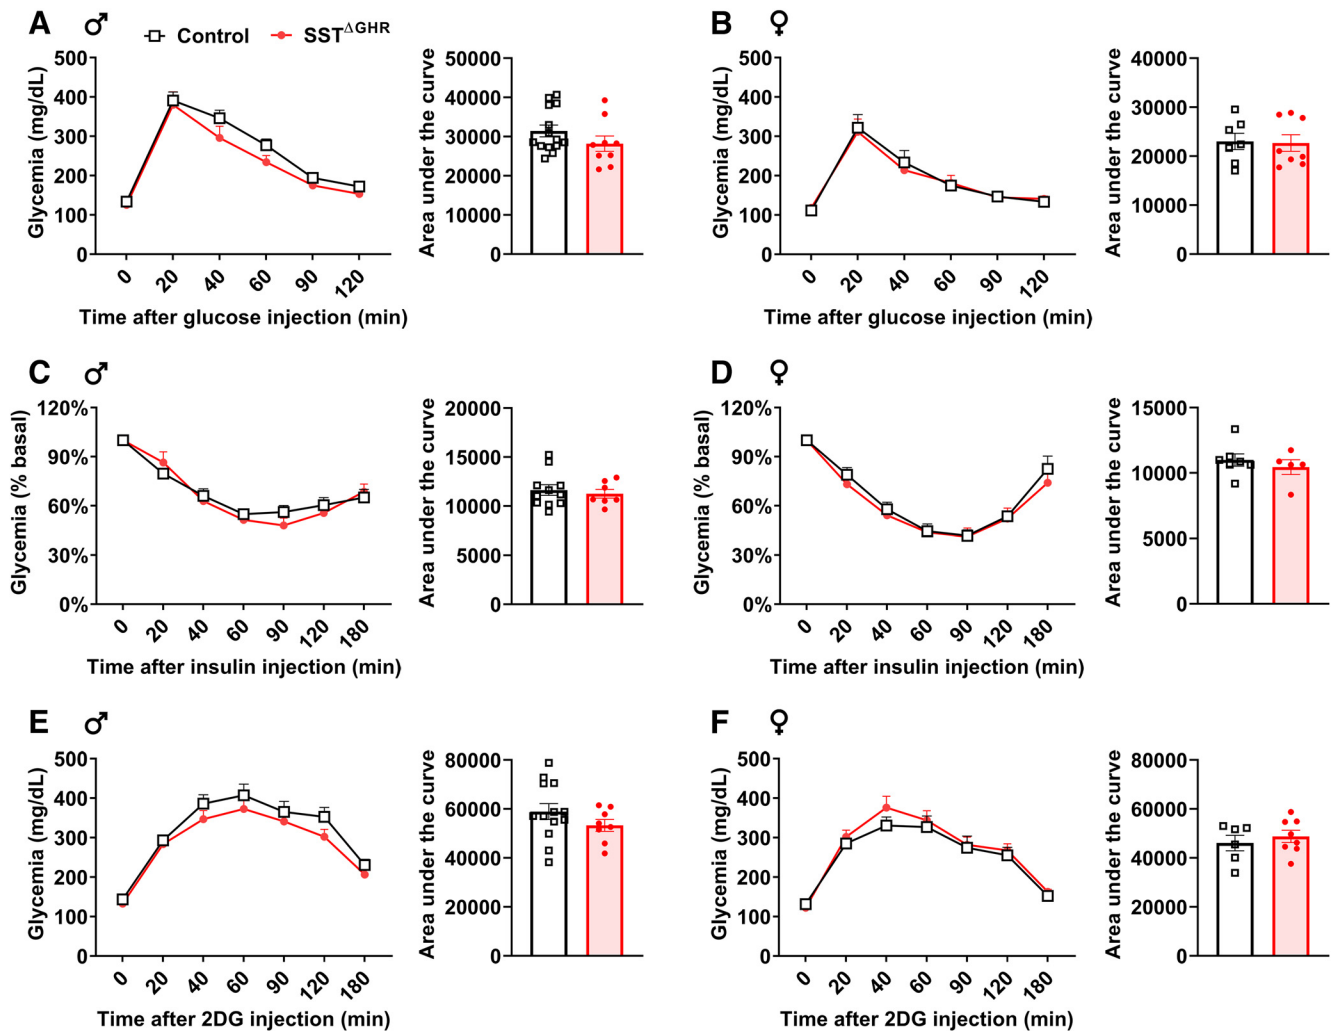 A ♂ Control SST^ΔGHR
Glycemia (mg/dL)
500
400
300
200
100
0
0 20 40 60 90 120
Time after glucose injection (min)
Area under the curve
50000
40000
30000
20000
10000
0
B ♀
Glycemia (mg/dL)
500
400
300
200
100
0
0 20 40 60 90 120
Time after glucose injection (min)
Area under the curve
40000
30000
20000
10000
0
C ♂
Glycemia (% basal)
120%
90%
60%
30%
0%
0 20 40 60 90 120 180
Time after insulin injection (min)
Area under the curve
20000
15000
10000
5000
0
D ♀
Glycemia (% basal)
120%
90%
60%
30%
0%
0 20 40 60 90 120 180
Time after insulin injection (min)
Area under the curve
15000
10000
5000
0
E ♂
Glycemia (mg/dL)
500
400
300
200
100
0
0 20 40 60 90 120 180
Time after 2DG injection (min)
Area under the curve
80000
60000
40000
20000
0
F ♀
Glycemia (mg/dL)
500
400
300
200
100
0
0 20 40 60 90 120 180
Time after 2DG injection (min)
Area under the curve
80000
60000
40000
20000
0